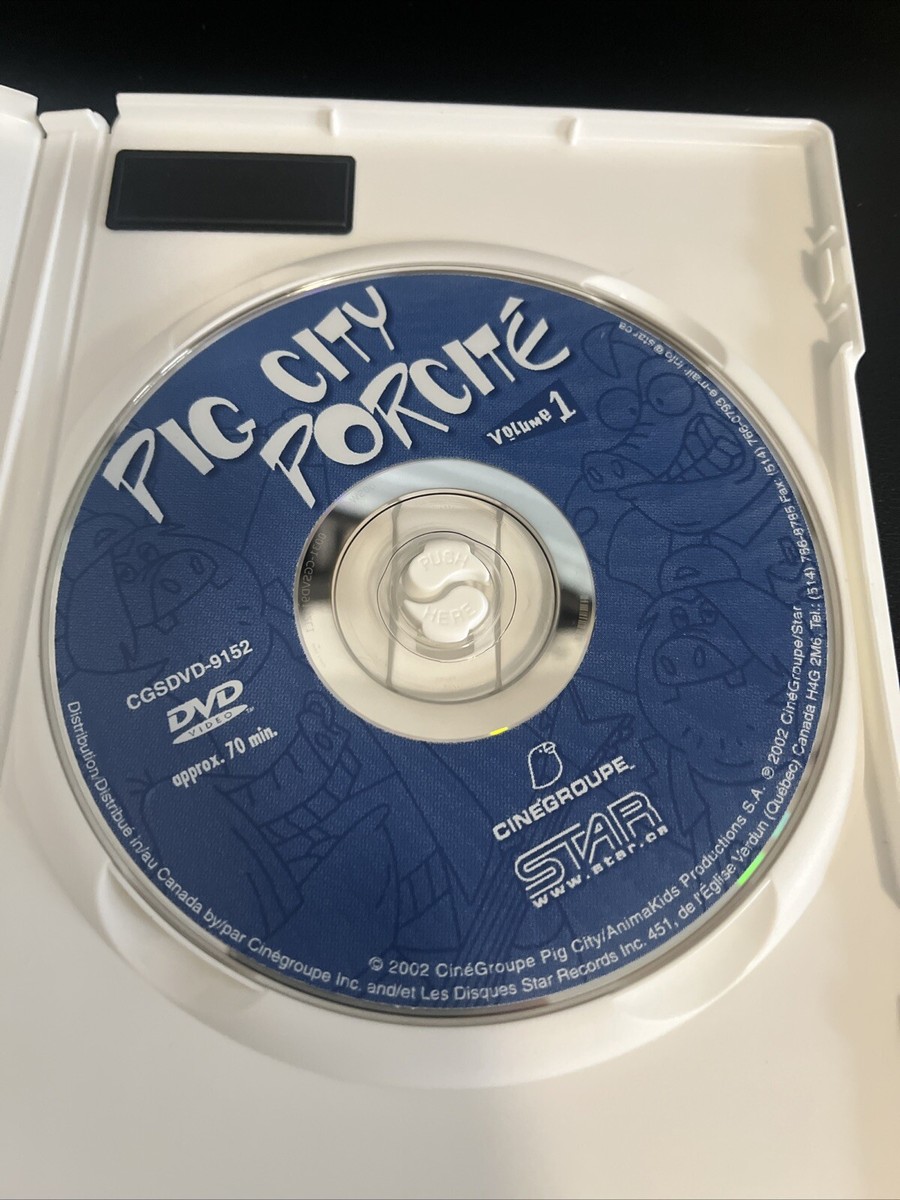 PIG CITY
PORCITÉ
VOLUME 1
PUSH
HERE
CGSDVD-9152
DVD
VIDEO™
approx. 70 min.
CINÉGROUPE
STAR
www.star.ca
© 2002 CinéGroupe Pig City/AnimaKids Productions S.A. ℗ 2002 CinéGroupe/Star
Distribution/Distribué in/au Canada by/par Cinégroupe Inc. and/et Les Disques Star Records Inc. 451, de l'Église Verdun (Québec) Canada H4G 2M6 Tel.: (514) 766-8785 Fax: (514) 766-0793 e-mail: info@star.ca